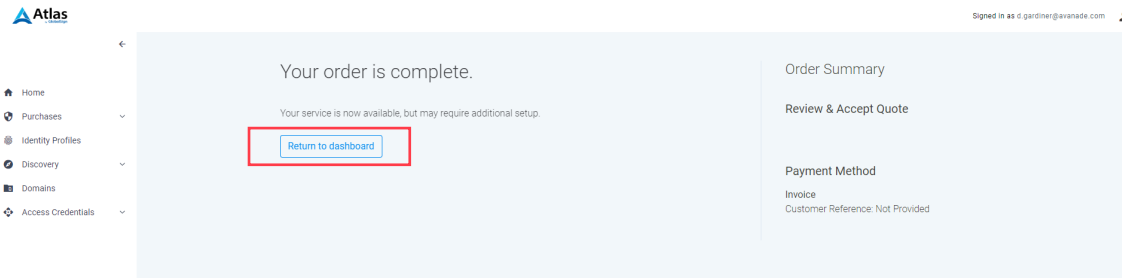 Atlas
Signed in as d.gardiner@avanade.com
Home
Purchases
Identity Profiles
Discovery
Domains
Access Credentials
Your order is complete.
Your service is now available, but may require additional setup.
Return to dashboard
Order Summary
Review & Accept Quote
Payment Method
Invoice
Customer Reference: Not Provided